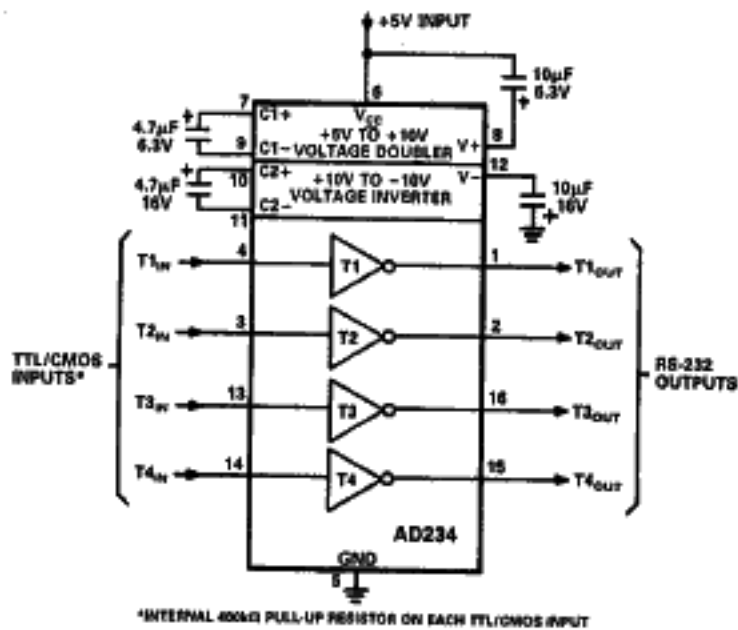 +5V INPUT
10µF
6.3V
+
7
6
8
4.7µF
6.3V
+
C1+
VCC
+5V TO +10V
VOLTAGE DOUBLER
V+
9
C1−
12
4.7µF
16V
+
10
C2+
+10V TO −10V
VOLTAGE INVERTER
V−
C2−
11
10µF
16V
+
T1IN
4
T1
1
T1OUT
T2IN
3
T2
2
T2OUT
TTL/CMOS
INPUTS*
RS-232
OUTPUTS
T3IN
13
T3
16
T3OUT
T4IN
14
T4
15
T4OUT
AD234
GND
5
*INTERNAL 400kΩ PULL-UP RESISTOR ON EACH TTL/CMOS INPUT